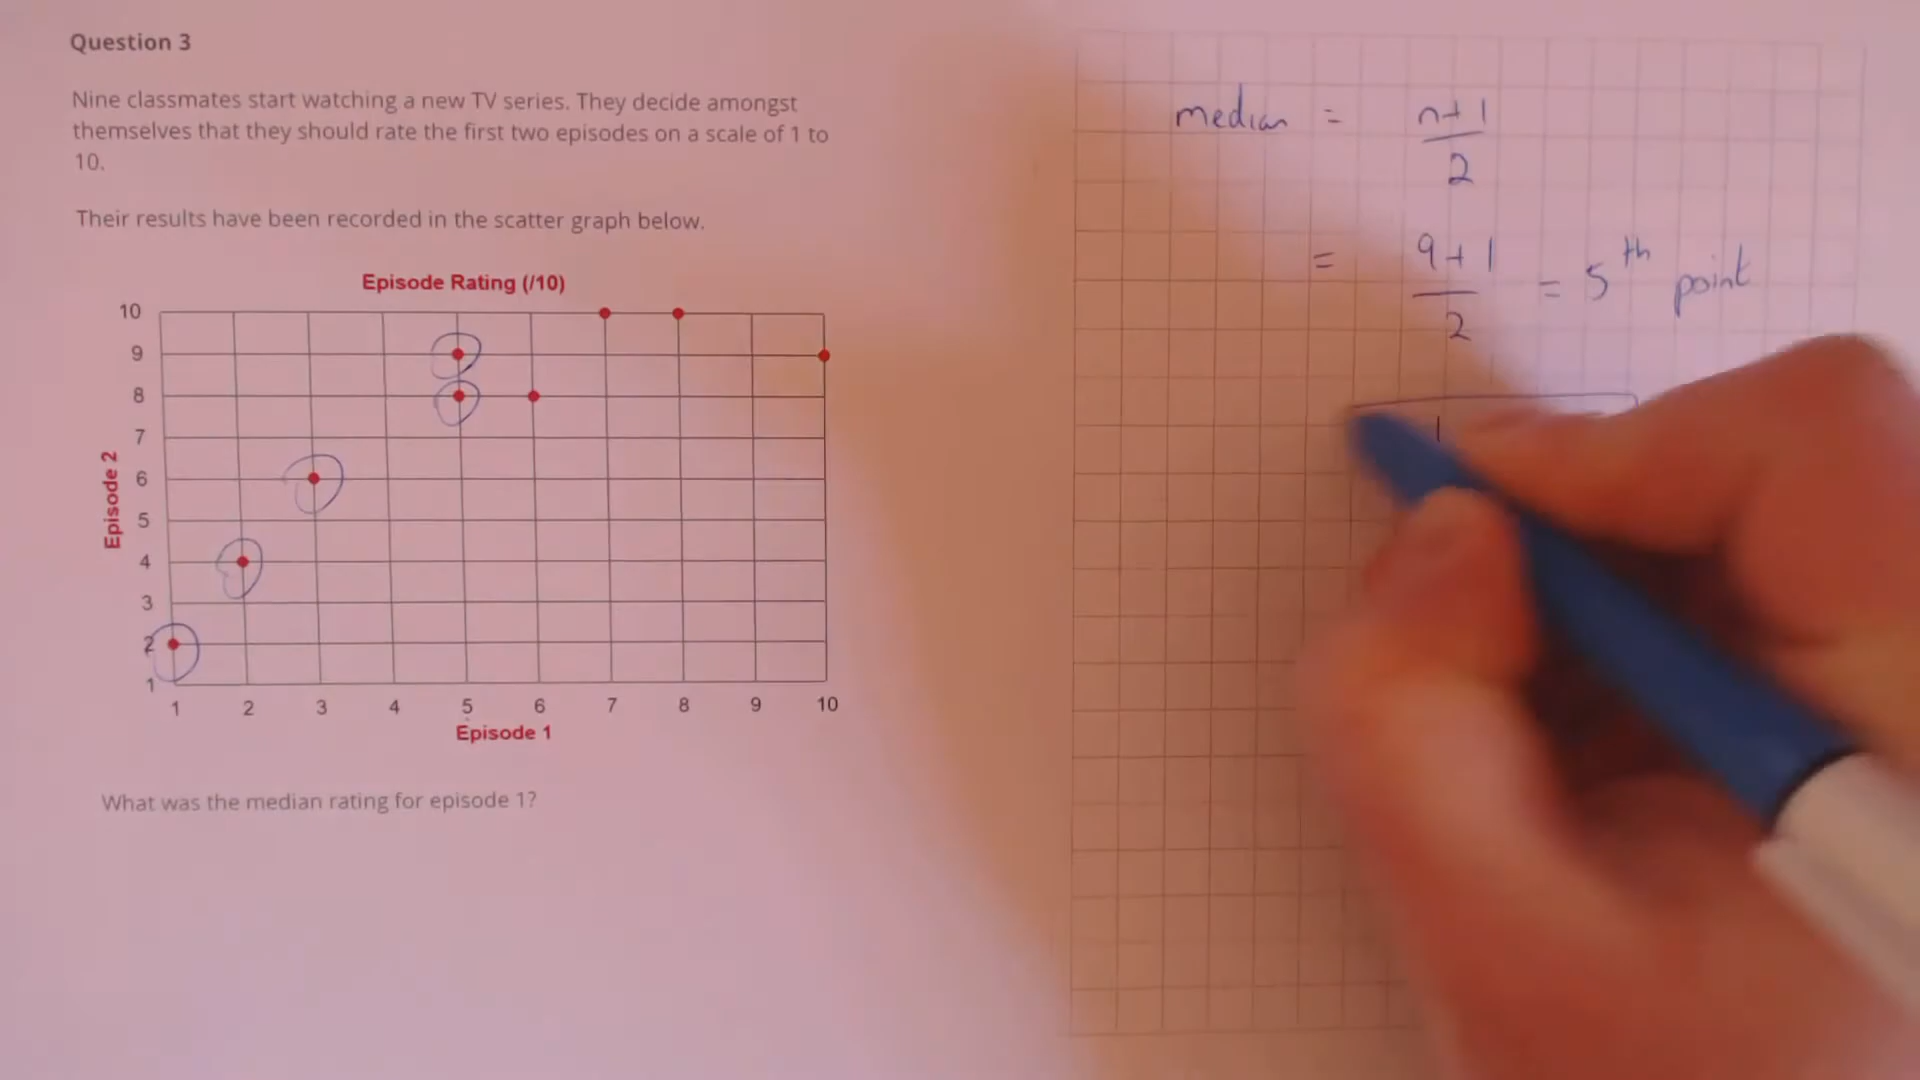 Question 3
Nine classmates start watching a new TV series. They decide amongst
themselves that they should rate the first two episodes on a scale of 1 to
10.
Their results have been recorded in the scatter graph below.
Episode Rating (/10)
10
9
8
7
6
5
4
3
2
1
Episode 2
1 2 3 4 5 6 7 8 9 10
Episode 1
What was the median rating for episode 1?
median = n+1
2
= 9+1 = 5th point
2